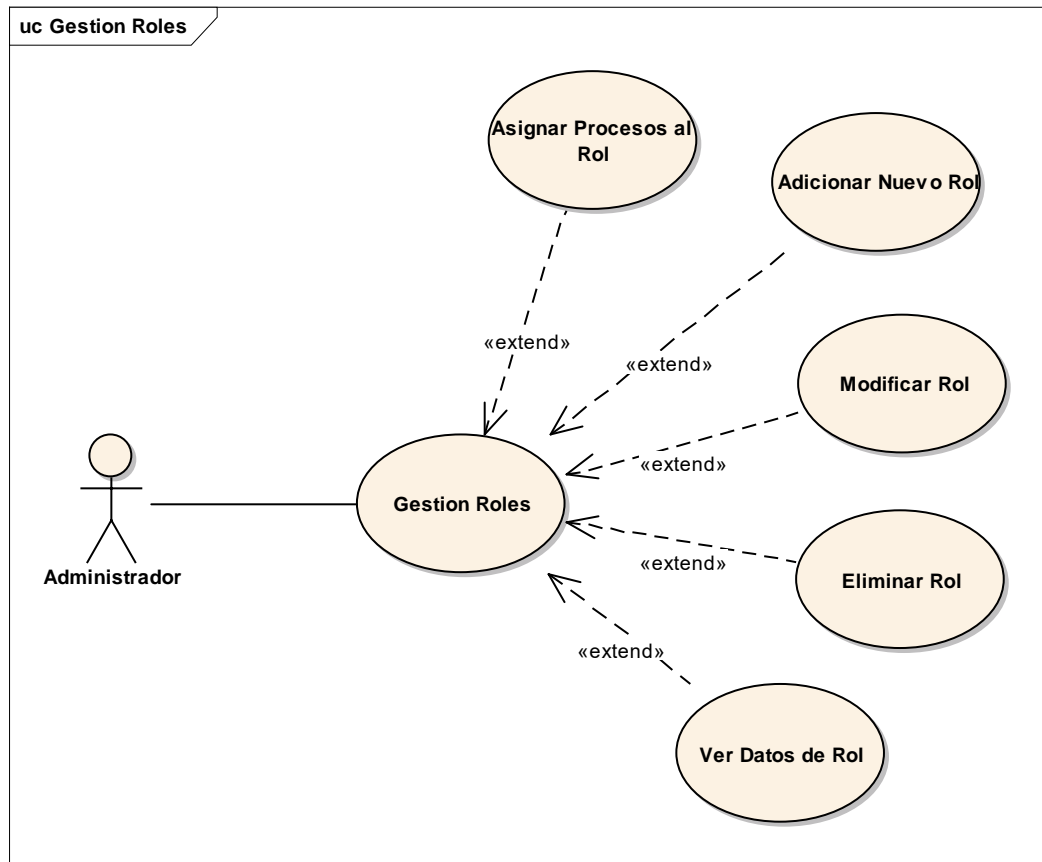 uc Gestion Roles
Asignar Procesos al
Rol
Adicionar Nuevo Rol
«extend»
«extend»
Modificar Rol
«extend»
Gestion Roles
Administrador
«extend»
Eliminar Rol
«extend»
Ver Datos de Rol